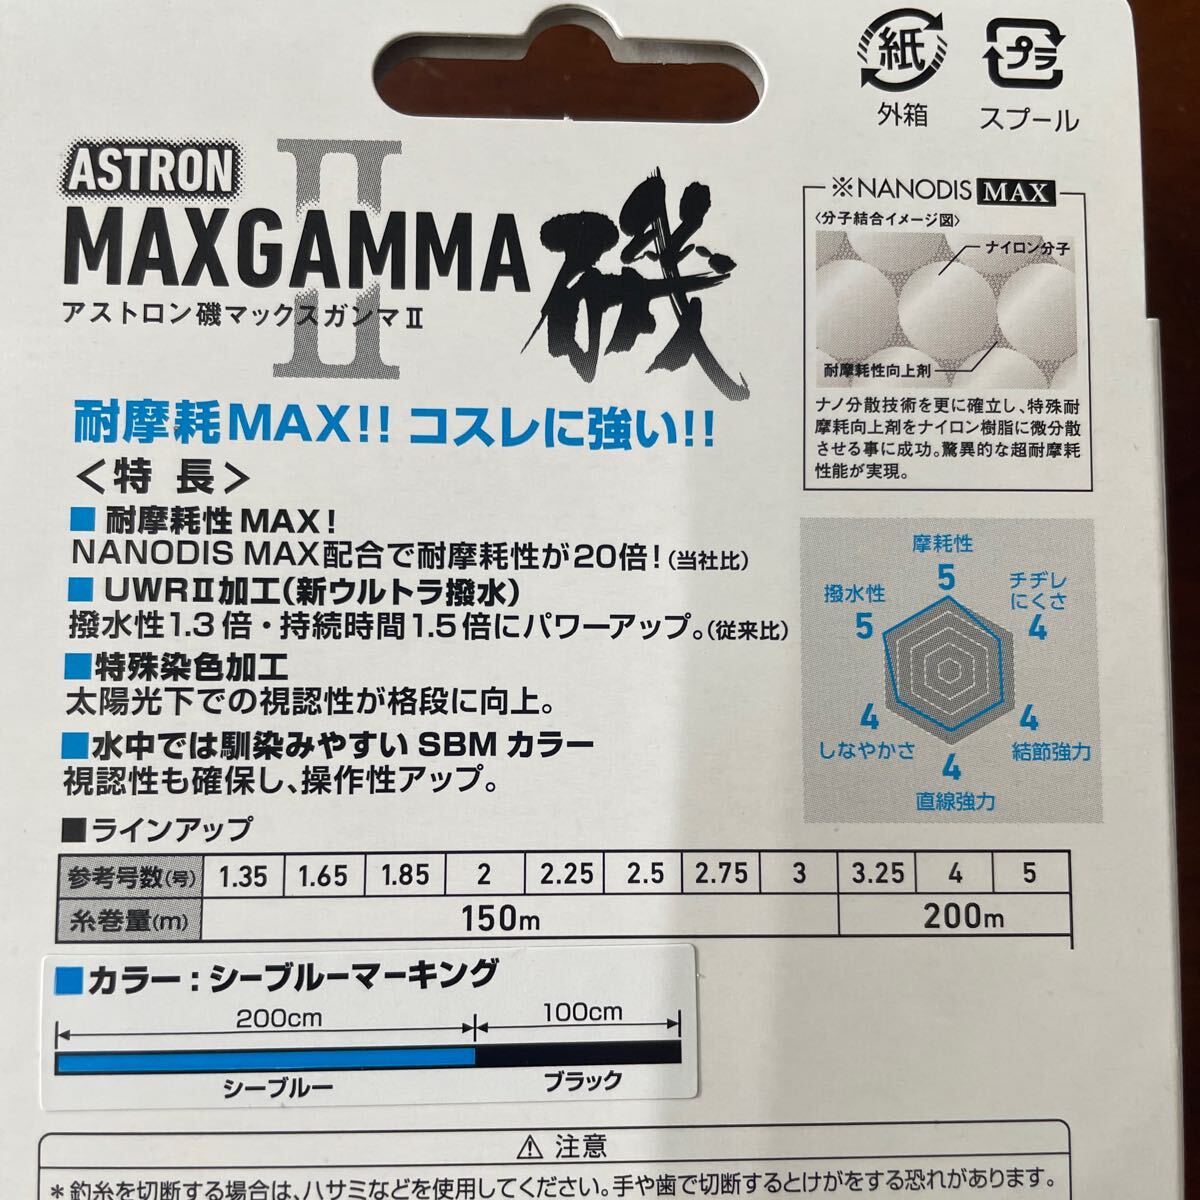 紙
外箱
プラ
スプール
ASTRON
II
MAXGAMMA
磯
アストロン磯マックスガンマⅡ
耐摩耗MAX!! コスレに強い!!
＜特 長＞
■ 耐摩耗性MAX!
NANODIS MAX配合で耐摩耗性が20倍!(当社比)
■ UWRⅡ加工(新ウルトラ撥水)
撥水性1.3倍・持続時間1.5倍にパワーアップ。(従来比)
■特殊染色加工
太陽光下での視認性が格段に向上。
■水中では馴染みやすいSBMカラー
視認性も確保し、操作性アップ。
※NANODIS MAX
〈分子結合イメージ図〉
ナイロン分子
耐摩耗性向上剤
ナノ分散技術を更に確立し、特殊耐
摩耗向上剤をナイロン樹脂に微分散
させる事に成功。驚異的な超耐摩耗
性能が実現。
摩耗性
5
チヂレ
にくさ
4
撥水性
5
4
しなやかさ
4
結節強力
4
直線強力
■ラインアップ
参考号数(号) 1.35 1.65 1.85 2 2.25 2.5 2.75 3 3.25 4 5
糸巻量(m) 150m 200m
■カラー：シーブルーマーキング
200cm 100cm
シーブルー ブラック
⚠ 注意
＊釣糸を切断する場合は、ハサミなどを使用してください。手や歯で切断するとけがをする恐れがあります。